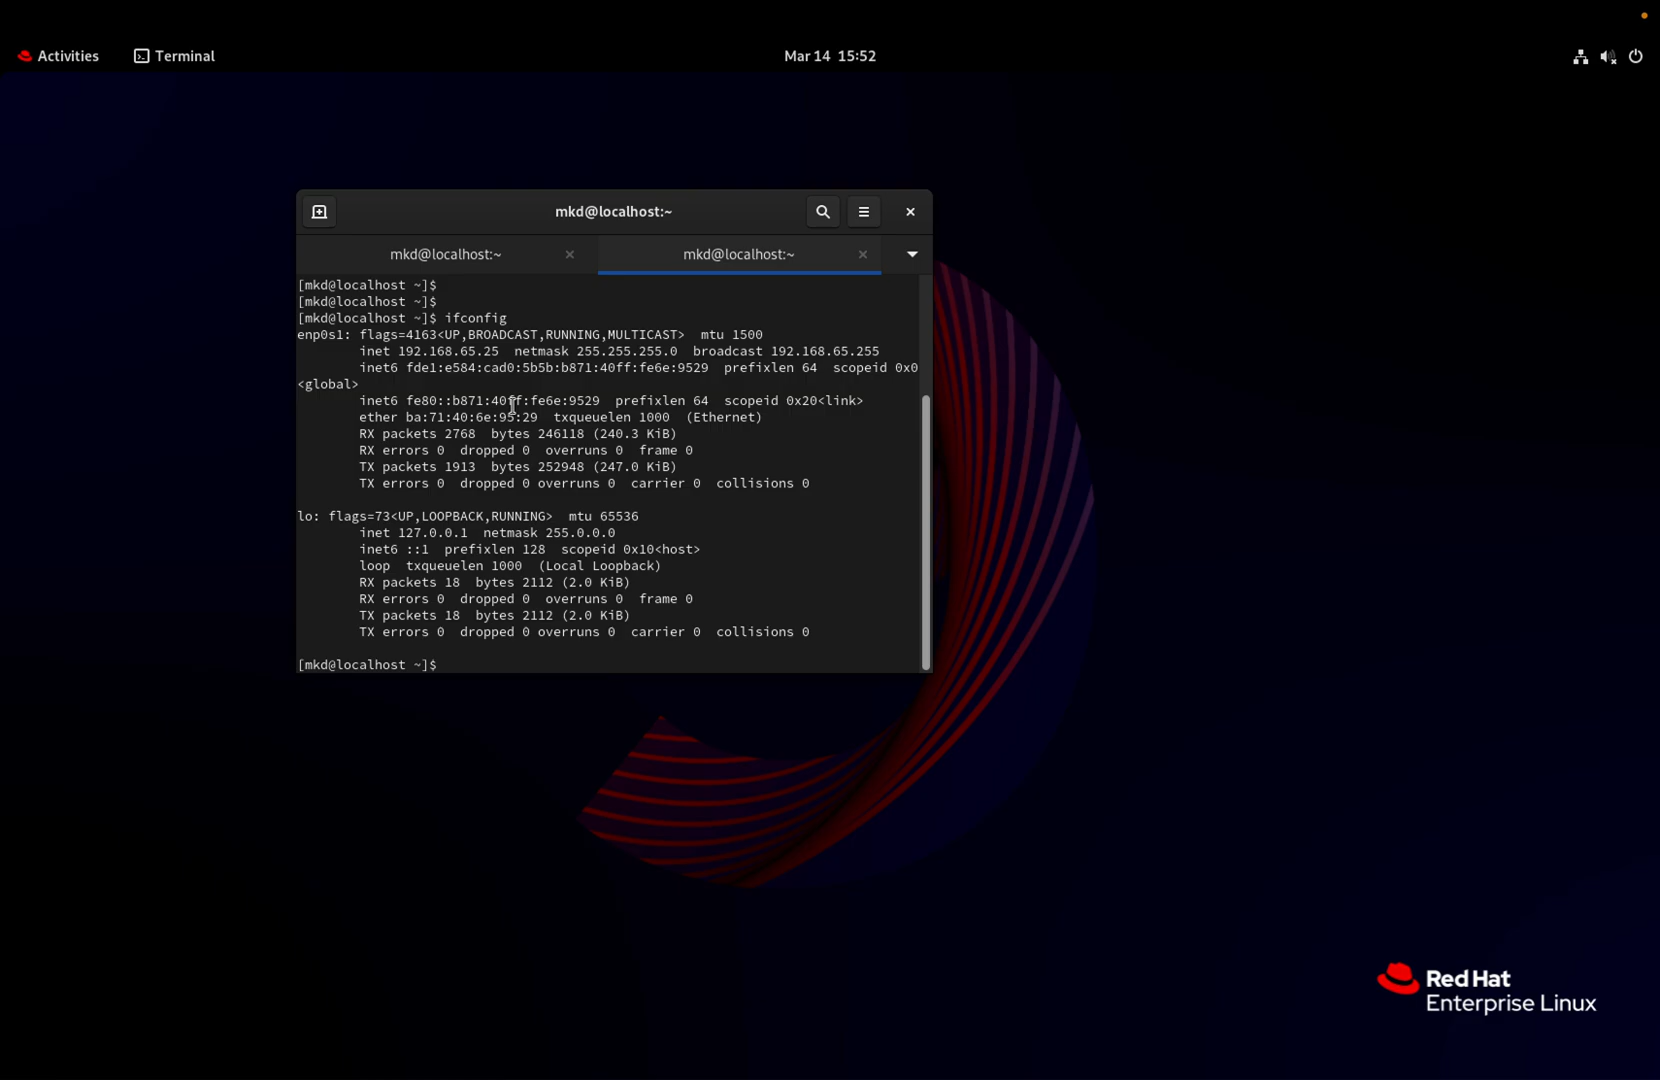 Activities Terminal Mar 14 15:52
mkd@localhost:~
mkd@localhost:~ mkd@localhost:~
[mkd@localhost ~]$
[mkd@localhost ~]$
[mkd@localhost ~]$ ifconfig
enp0s1: flags=4163<UP,BROADCAST,RUNNING,MULTICAST>  mtu 1500
        inet 192.168.65.25  netmask 255.255.255.0  broadcast 192.168.65.255
        inet6 fde1:e584:cad0:5b5b:b871:40ff:fe6e:9529  prefixlen 64  scopeid 0x0
<global>
        inet6 fe80::b871:40ff:fe6e:9529  prefixlen 64  scopeid 0x20<link>
        ether ba:71:40:6e:95:29  txqueuelen 1000  (Ethernet)
        RX packets 2768  bytes 246118 (240.3 KiB)
        RX errors 0  dropped 0  overruns 0  frame 0
        TX packets 1913  bytes 252948 (247.0 KiB)
        TX errors 0  dropped 0 overruns 0  carrier 0  collisions 0
lo: flags=73<UP,LOOPBACK,RUNNING>  mtu 65536
        inet 127.0.0.1  netmask 255.0.0.0
        inet6 ::1  prefixlen 128  scopeid 0x10<host>
        loop  txqueuelen 1000  (Local Loopback)
        RX packets 18  bytes 2112 (2.0 KiB)
        RX errors 0  dropped 0  overruns 0  frame 0
        TX packets 18  bytes 2112 (2.0 KiB)
        TX errors 0  dropped 0 overruns 0  carrier 0  collisions 0
[mkd@localhost ~]$
Red Hat
Enterprise Linux